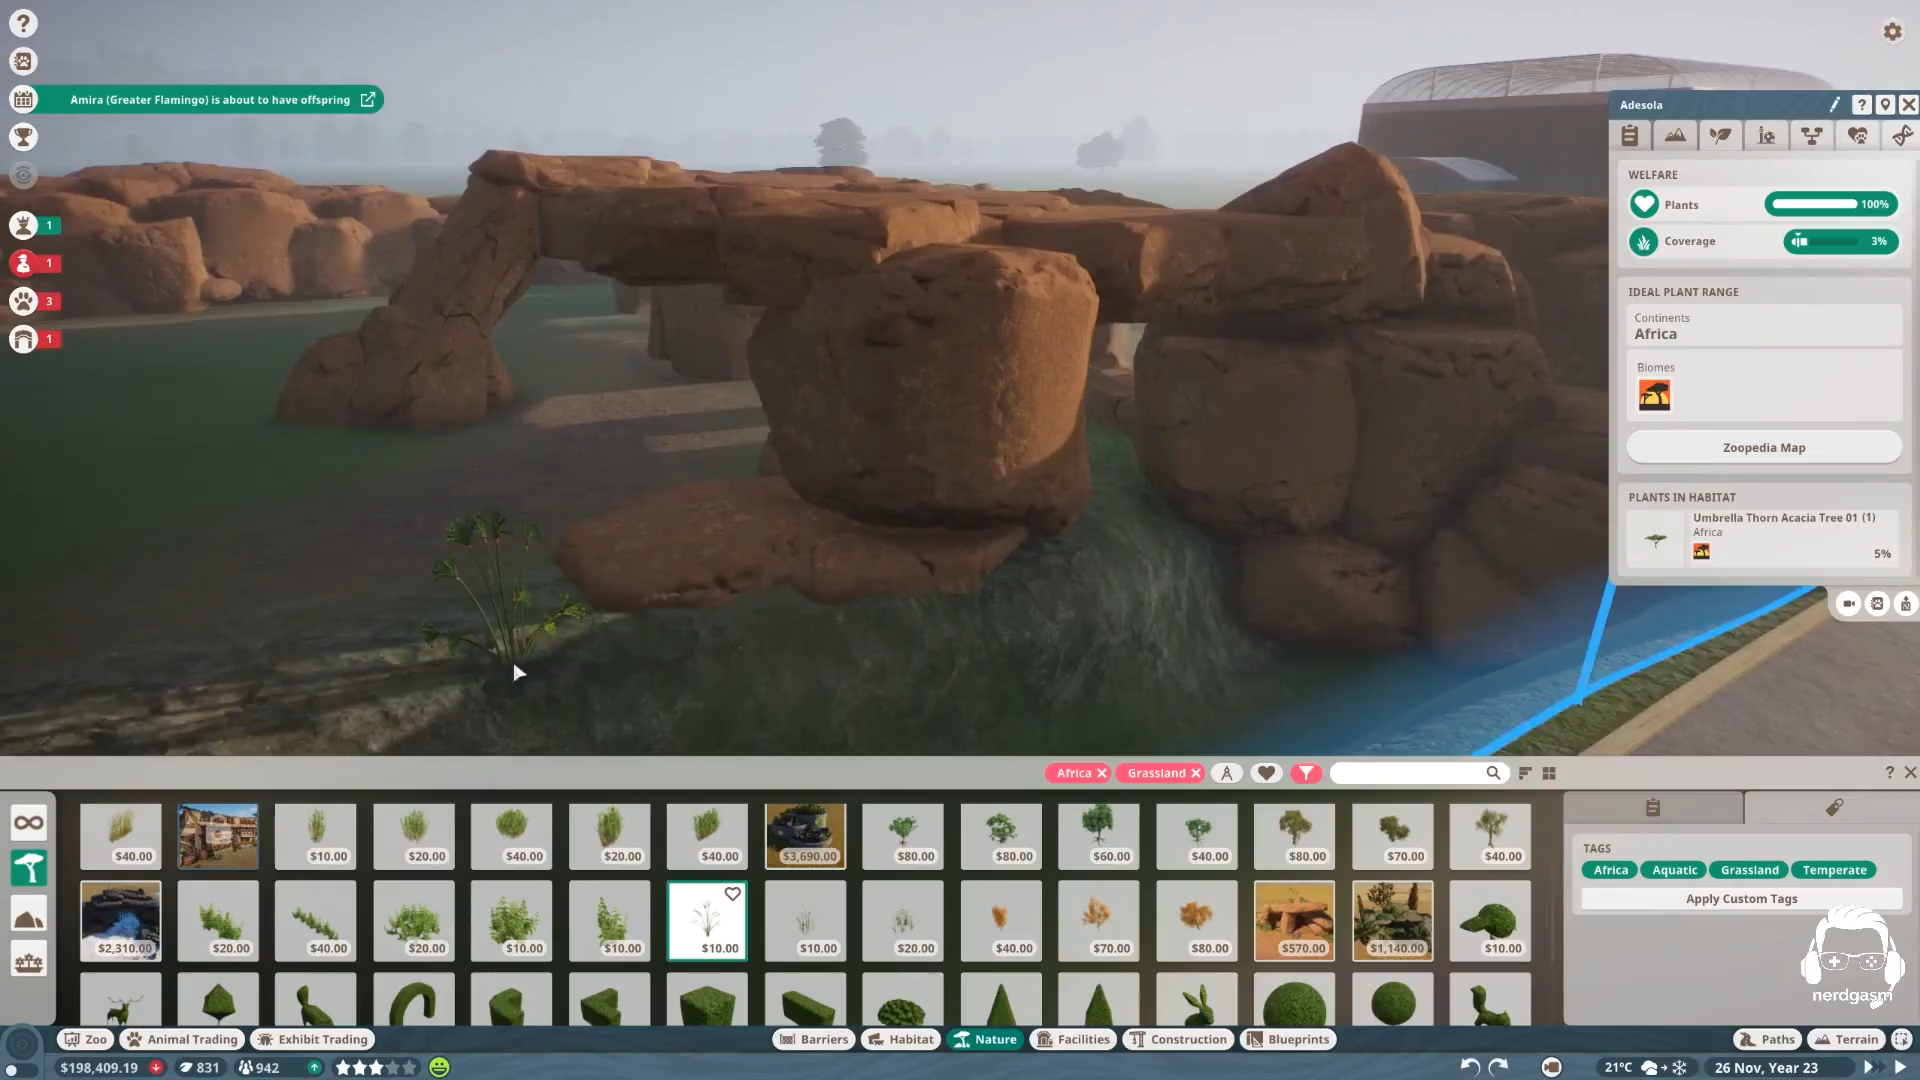 ?
Amira (Greater Flamingo) is about to have offspring
1
1
3
1
Adesola
?
WELFARE
Plants
100%
Coverage
3%
IDEAL PLANT RANGE
Continents
Africa
Biomes
Zoopedia Map
PLANTS IN HABITAT
Umbrella Thorn Acacia Tree 01 (1)
Africa
5%
Africa × Grassland ×
?
$40.00 $10.00 $20.00 $40.00 $20.00 $40.00 $3,690.00 $80.00 $80.00 $60.00 $40.00 $80.00 $70.00 $40.00
$2,310.00 $20.00 $40.00 $20.00 $10.00 $10.00 $10.00 $10.00 $20.00 $40.00 $70.00 $80.00 $570.00 $1,140.00 $10.00
TAGS
Africa Aquatic Grassland Temperate
Apply Custom Tags
nerdgasm
Zoo Animal Trading Exhibit Trading Barriers Habitat Nature Facilities Construction Blueprints Paths Terrain
$198,409.19 831 942 21°C 26 Nov, Year 23